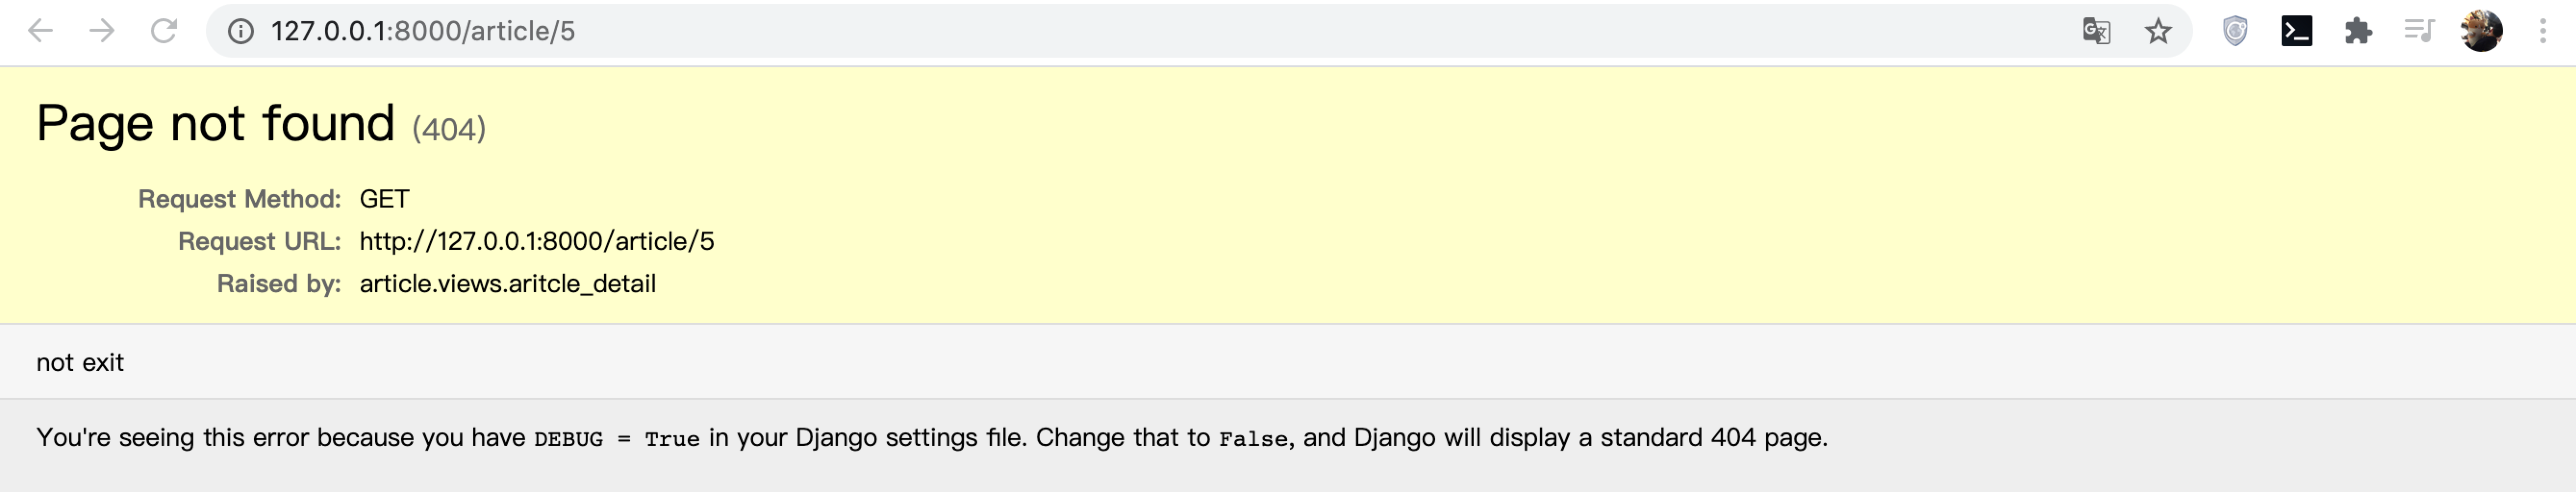 127.0.0.1:8000/article/5
Page not found (404)
Request Method: GET
Request URL: http://127.0.0.1:8000/article/5
Raised by: article.views.aritcle_detail
not exit
You're seeing this error because you have DEBUG = True in your Django settings file. Change that to False, and Django will display a standard 404 page.